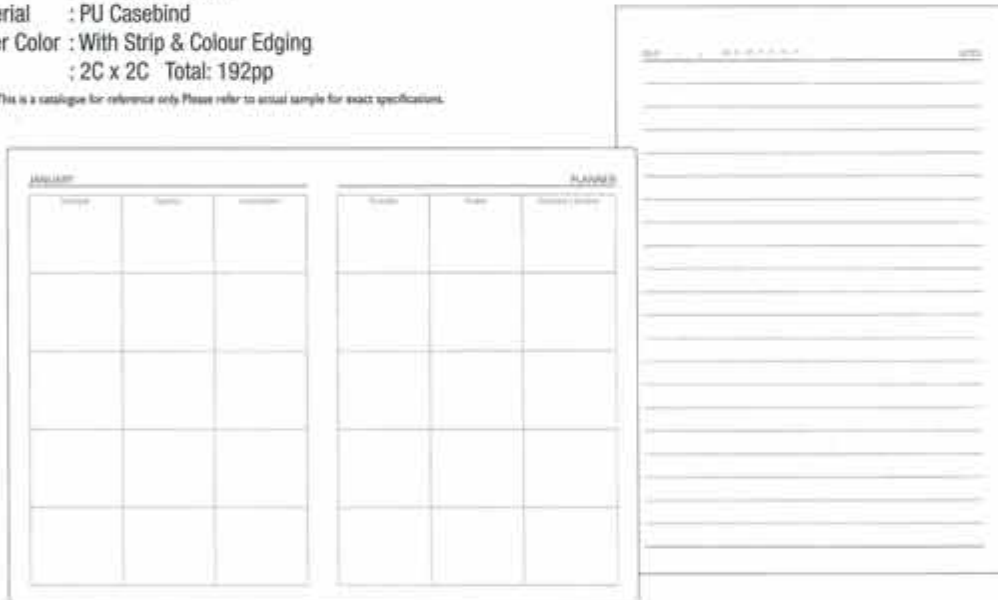 erial : PU Casebind
er Color : With Strip & Colour Edging
: 2C x 2C Total: 192pp
This is a catalogue for reference only. Please refer to actual sample for exact specifications.
NOTES
JANUARY
PLANNER